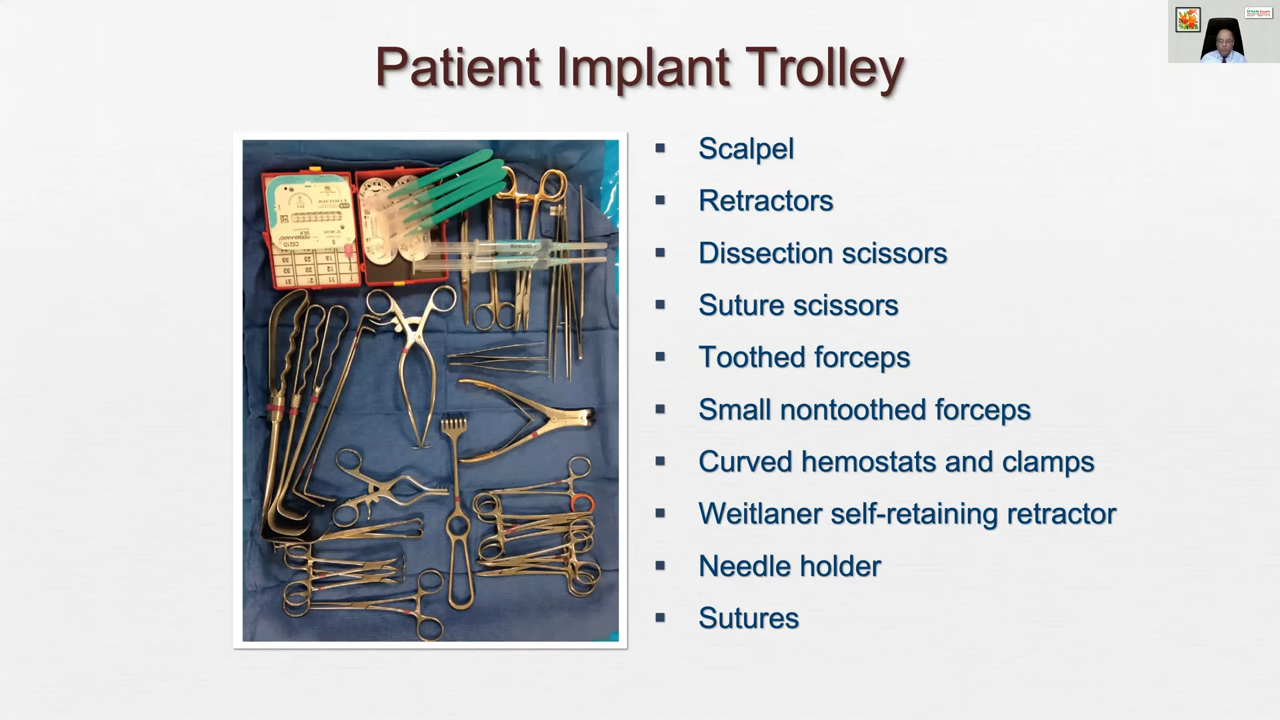 Patient Implant Trolley
Scalpel
Retractors
Dissection scissors
Suture scissors
Toothed forceps
Small nontoothed forceps
Curved hemostats and clamps
Weitlaner self-retaining retractor
Needle holder
Sutures